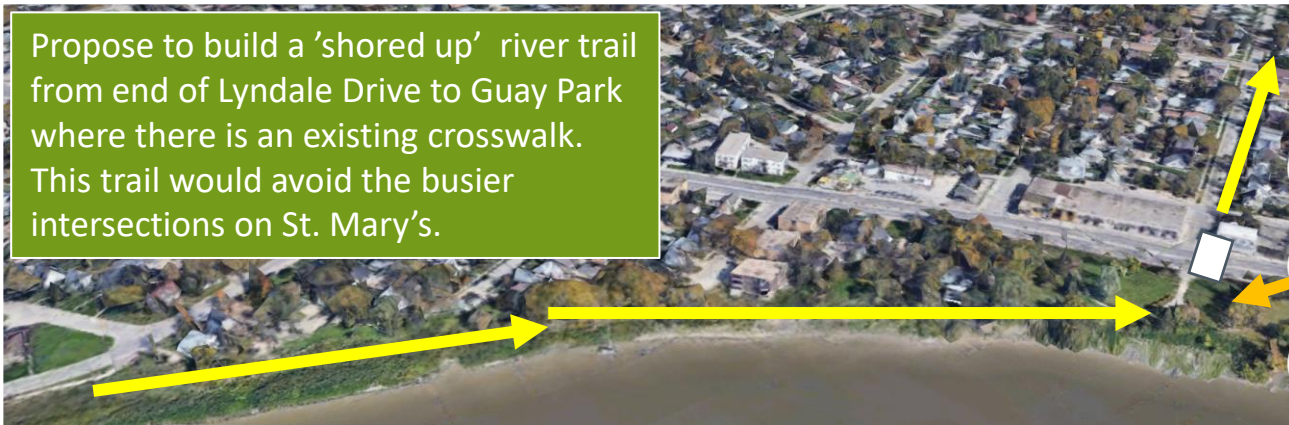 Propose to build a ’shored up’  river trail
from end of Lyndale Drive to Guay Park
where there is an existing crosswalk.
This trail would avoid the busier
intersections on St. Mary’s.